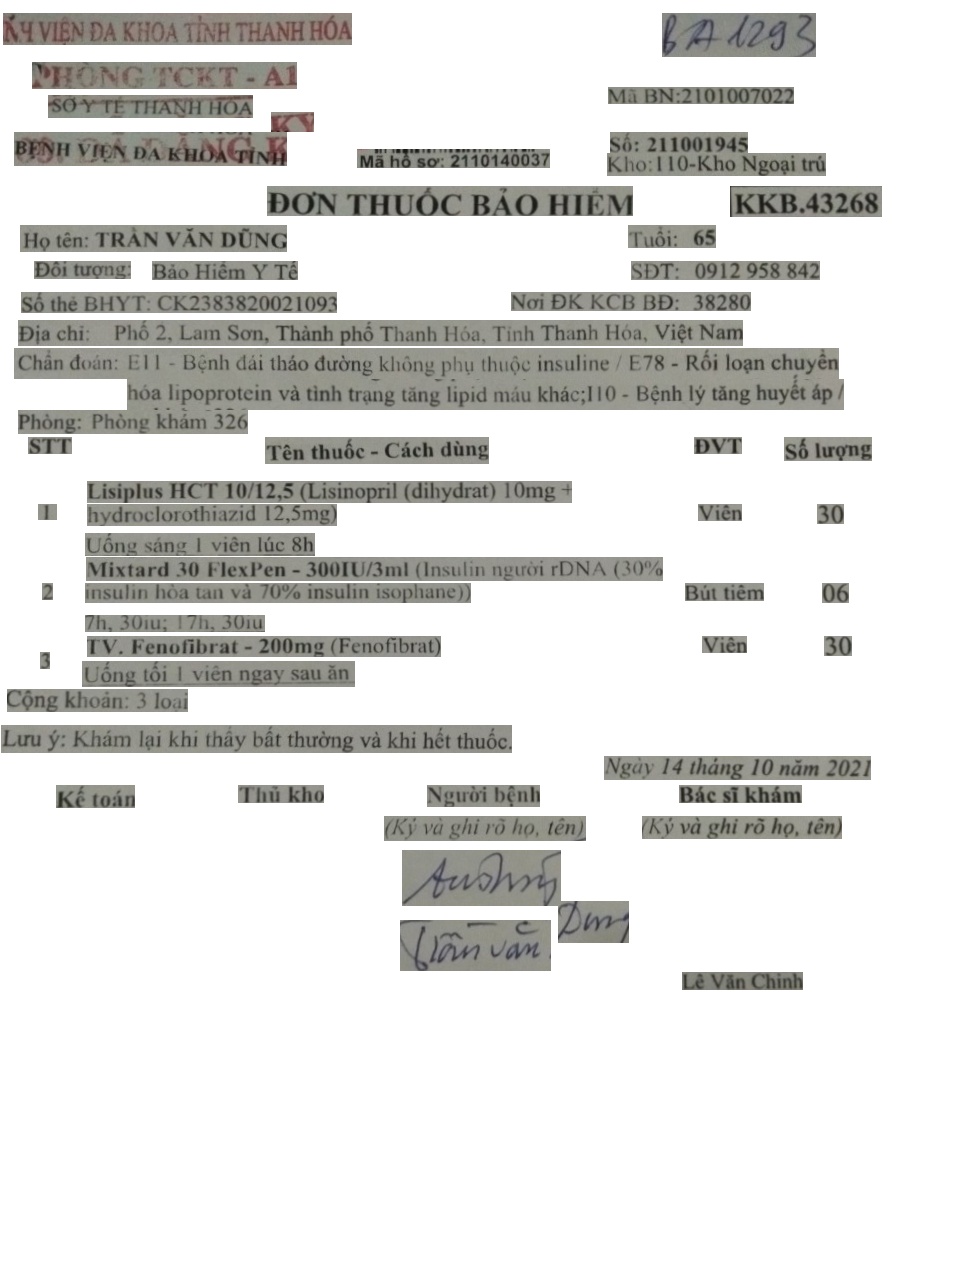 VIỆN ĐA KHOA TỈNH THANH HÓA
BA 1293
PHÒNG TCKT - A1
SỞ Y TẾ THANH HÓA
Mã BN:2101007022
BỆNH VIỆN ĐA KHOA TỈNH
Mã hồ sơ: 2110140037
Số: 211001945
Kho:110-Kho Ngoại trú
ĐƠN THUỐC BẢO HIỂM
KKB.43268
Họ tên: TRẦN VĂN DŨNG
Tuổi: 65
Đối tượng: Bảo Hiểm Y Tế
SĐT: 0912 958 842
Số thẻ BHYT: CK2383820021093
Nơi ĐK KCB BĐ: 38280
Địa chỉ: Phố 2, Lam Sơn, Thành phố Thanh Hóa, Tỉnh Thanh Hóa, Việt Nam
Chẩn đoán: E11 - Bệnh đái tháo đường không phụ thuộc insuline / E78 - Rối loạn chuyển
hóa lipoprotein và tình trạng tăng lipid máu khác;I10 - Bệnh lý tăng huyết áp /
Phòng: Phòng khám 326
STT Tên thuốc - Cách dùng ĐVT Số lượng
Lisiplus HCT 10/12,5 (Lisinopril (dihydrat) 10mg +
1 hydroclorothiazid 12,5mg) Viên 30
Uống sáng 1 viên lúc 8h
Mixtard 30 FlexPen - 300IU/3ml (Insulin người rDNA (30%
2 insulin hòa tan và 70% insulin isophane)) Bút tiêm 06
7h, 30iu; 17h, 30iu
TV. Fenofibrat - 200mg (Fenofibrat) Viên 30
3
Uống tối 1 viên ngay sau ăn
Cộng khoản: 3 loại
Lưu ý: Khám lại khi thấy bất thường và khi hết thuốc.
Ngày 14 tháng 10 năm 2021
Kế toán Thủ kho Người bệnh Bác sĩ khám
(Ký và ghi rõ họ, tên) (Ký và ghi rõ họ, tên)
Trần văn Dung
Lê Văn Chinh